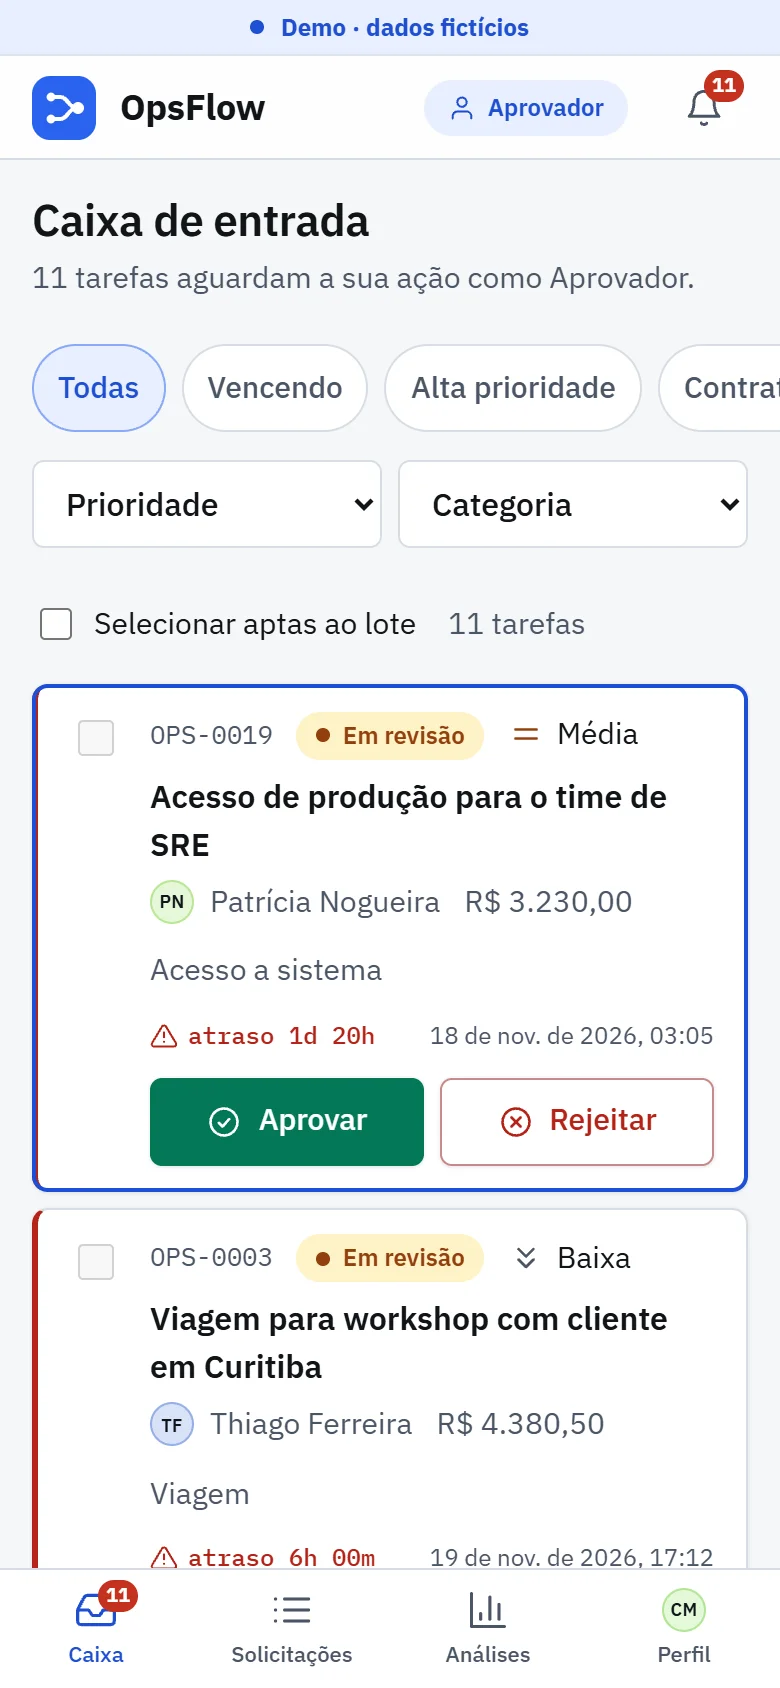 Demo · dados fictícios
OpsFlow
Aprovador
11
Caixa de entrada
11 tarefas aguardam a sua ação como Aprovador.
Todas
Vencendo
Alta prioridade
Contrat
Prioridade
Categoria
Selecionar aptas ao lote
11 tarefas
OPS-0019
Em revisão
Média
Acesso de produção para o time de
SRE
PN
Patrícia Nogueira
R$ 3.230,00
Acesso a sistema
atraso 1d 20h
18 de nov. de 2026, 03:05
Aprovar
Rejeitar
OPS-0003
Em revisão
Baixa
Viagem para workshop com cliente
em Curitiba
TF
Thiago Ferreira
R$ 4.380,50
Viagem
atraso 6h 00m
19 de nov. de 2026, 17:12
11
Caixa
Solicitações
Análises
CM
Perfil